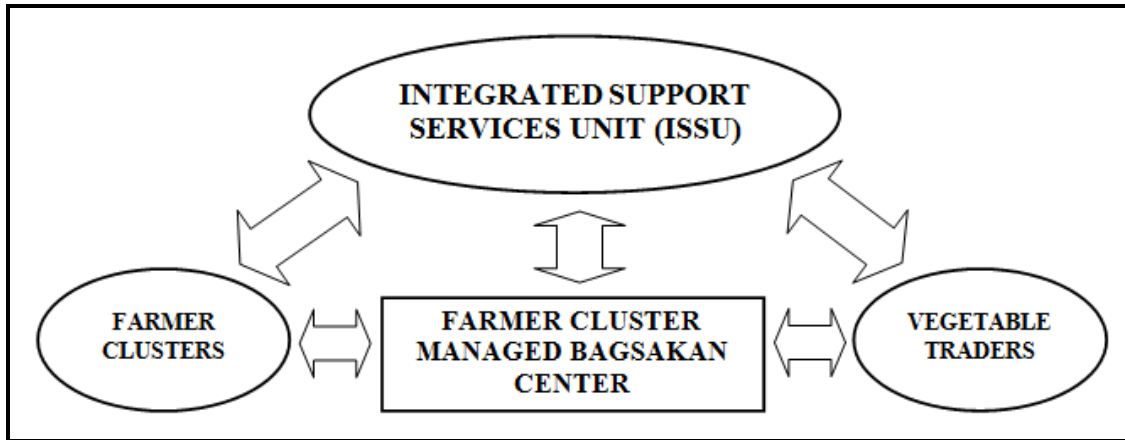 INTEGRATED SUPPORT
SERVICES UNIT (ISSU)
FARMER
CLUSTERS
FARMER CLUSTER
MANAGED BAGSAKAN
CENTER
VEGETABLE
TRADERS